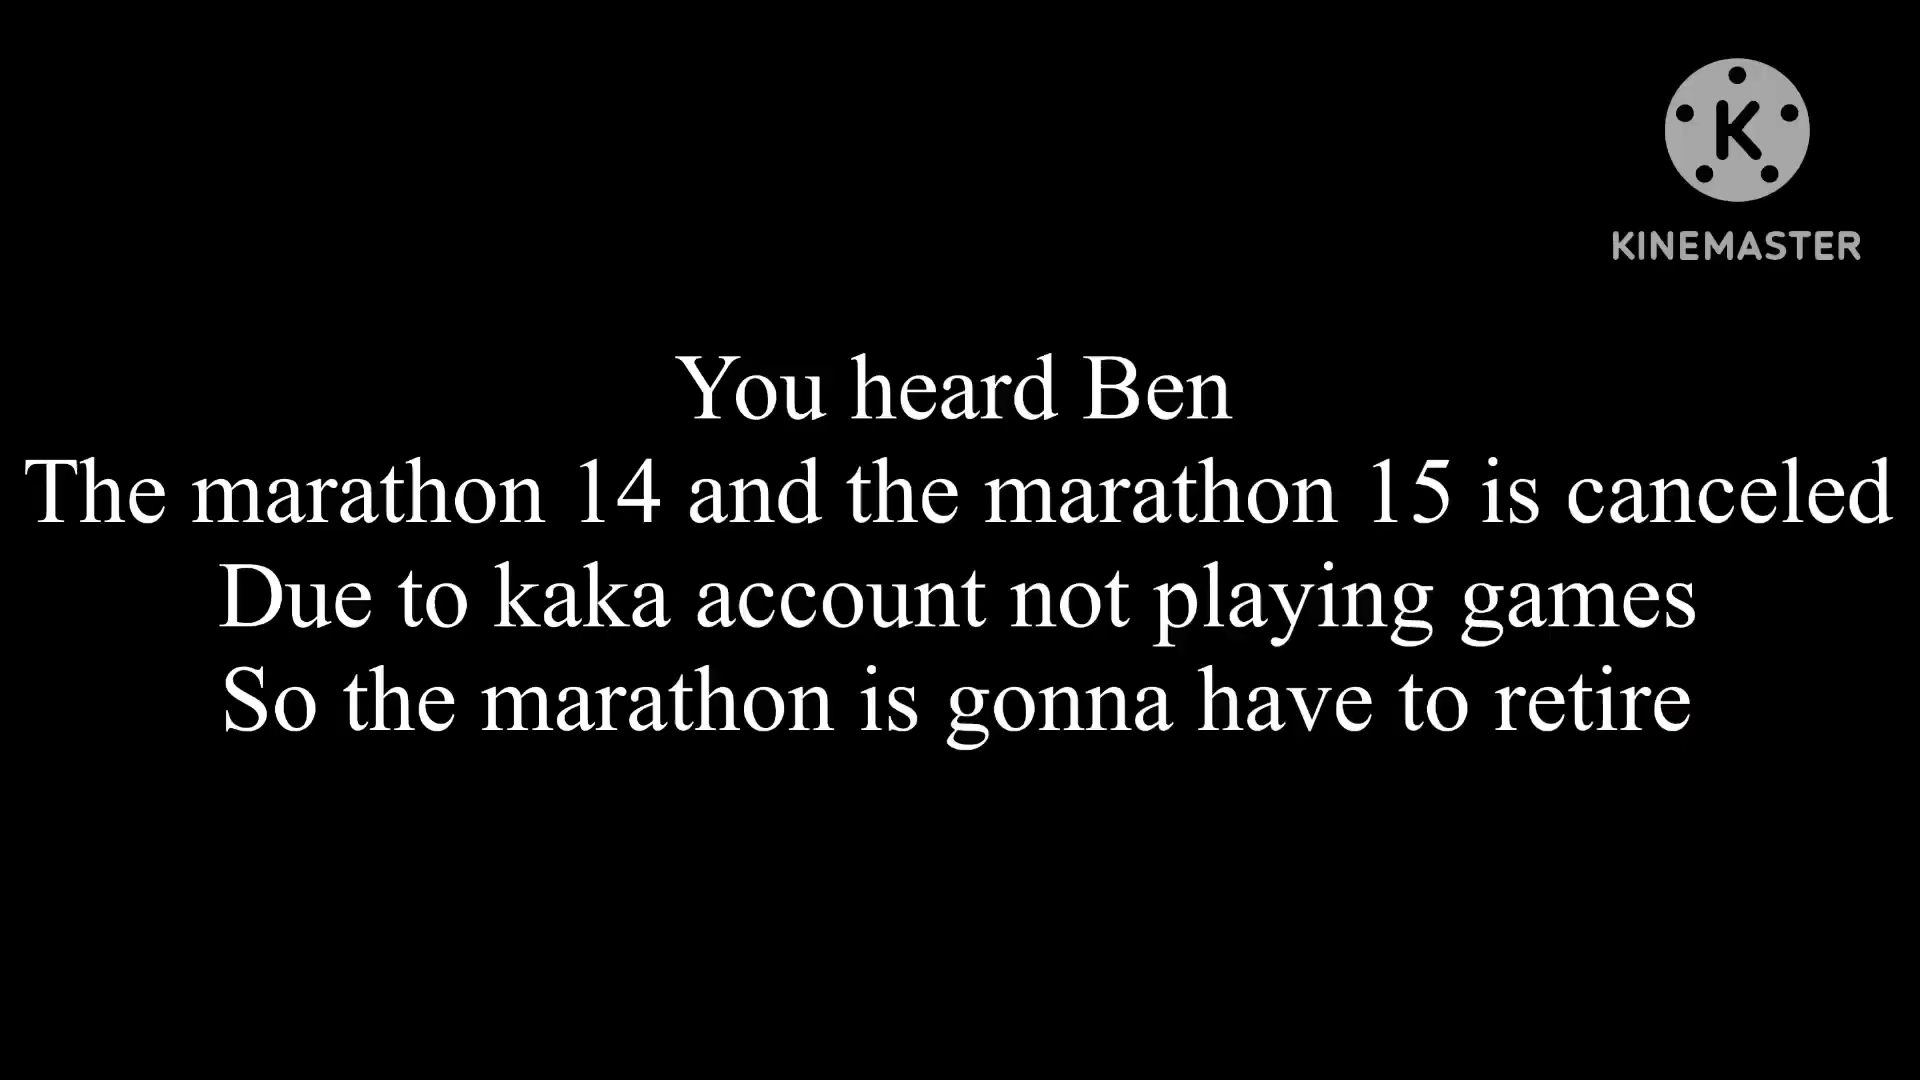 K
KINEMASTER
You heard Ben
The marathon 14 and the marathon 15 is canceled
Due to kaka account not playing games
So the marathon is gonna have to retire